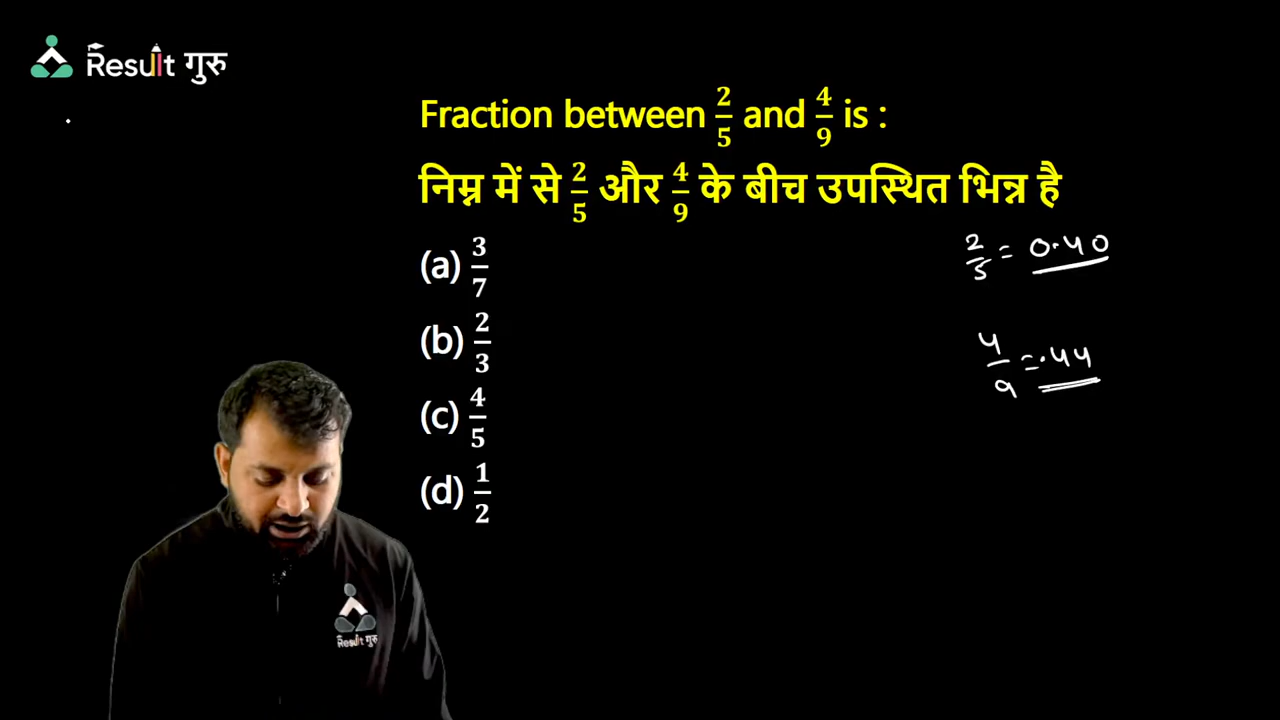 Result गुरु
Fraction between 2/5 and 4/9 is :
निम्न में से 2/5 और 4/9 के बीच उपस्थित भिन्न है
(a) 3/7
(b) 2/3
(c) 4/5
(d) 1/2
2/5 = 0.40
4/9 = .44
Result गुरु